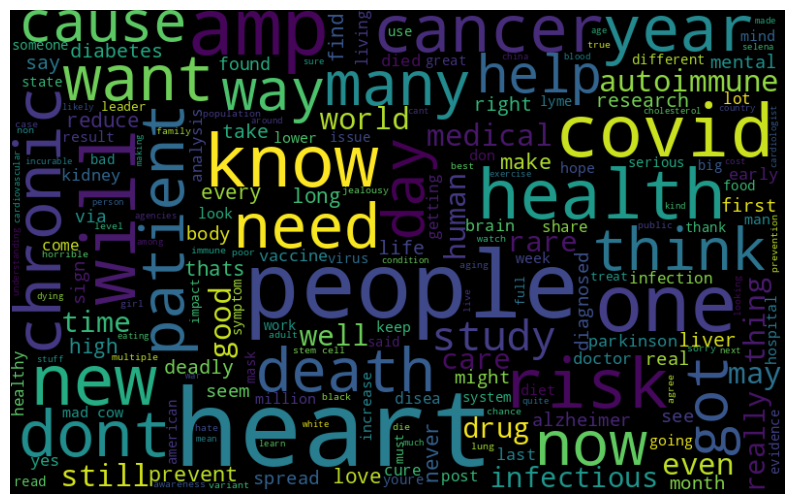 cause
amp
cancer
year
someone
diabetes
say
find
living
use
age
true
made
selena
died
great
china
blood
different
mental
mind
state
found
want
way
many
help
autoimmune
likely
leader
reduce
world
right
lyme
research
lot
cholesterol
country
population
sure
around
cant
case
non
result
family
analysis
take
lower
issue
medical
don
make
hope
serious
big
early
covid
cardiologist
cost
incurable
making
bad
kidney
know
every
long
jealousy
best
exercise
getting
human
brain
share
food
first
kind
cardiovascular
person
via
level
agencies
among
look
body
need
life
day
health
watch
public
thank
man
rare
prevention
understanding
horrible
come
sign
immune
poor
vaccine
virus
condition
week
think
chronic
will
patient
dying
girl
thats
impact
symptom
good
aging
live
full
treat
infection
diagnosed
people
one
looking
hospital
thing
time
eating
work
adult
well
keep
said
study
parkinson
liver
doctor
real
sorry
next
agree
high
stuff
multiple
deadly
stem cell
mask
care
might
risk
diet
got
may
really
healthy
new
war
seem
million
black
death
disea
system
chance
quite
alzheimer
see
evidence
mad cow
american
hate
mean
white
increase
die
must
much
drug
going
dont
yes
learn
heart
youre
cure
never
lung
last
now
even
read
still
prevent
awareness
variant
spread
love
post
infectious
month